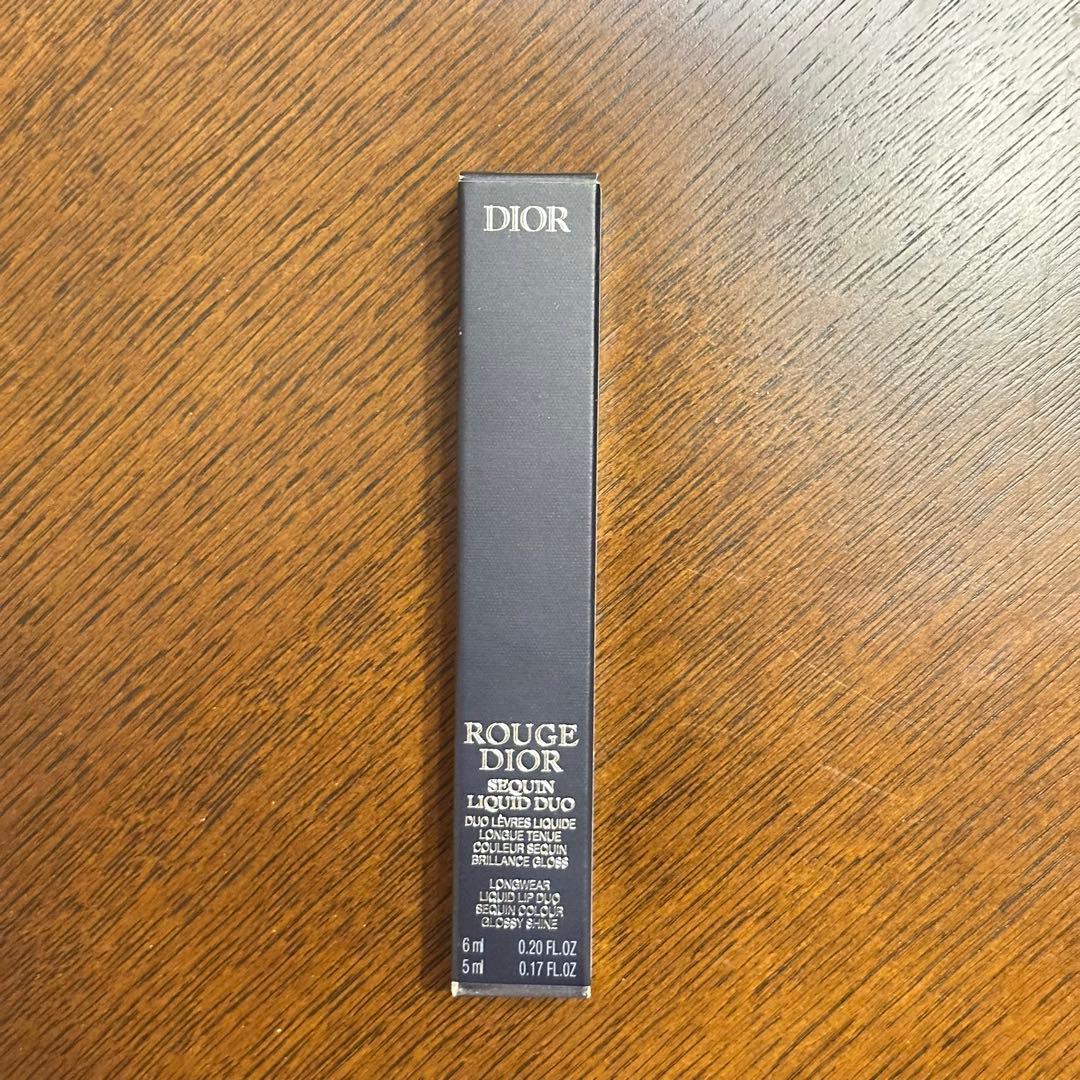 DIOR
ROUGE
DIOR
SEQUIN
LIQUID DUO
DUO LÈVRES LIQUIDE
LONGUE TENUE
COULEUR SEQUIN
BRILLANCE GLOSS
LONGWEAR
LIQUID LIP DUO
SEQUIN COLOUR
GLOSSY SHINE
6 ml 0.20 FL.OZ
5 ml 0.17 FL.OZ